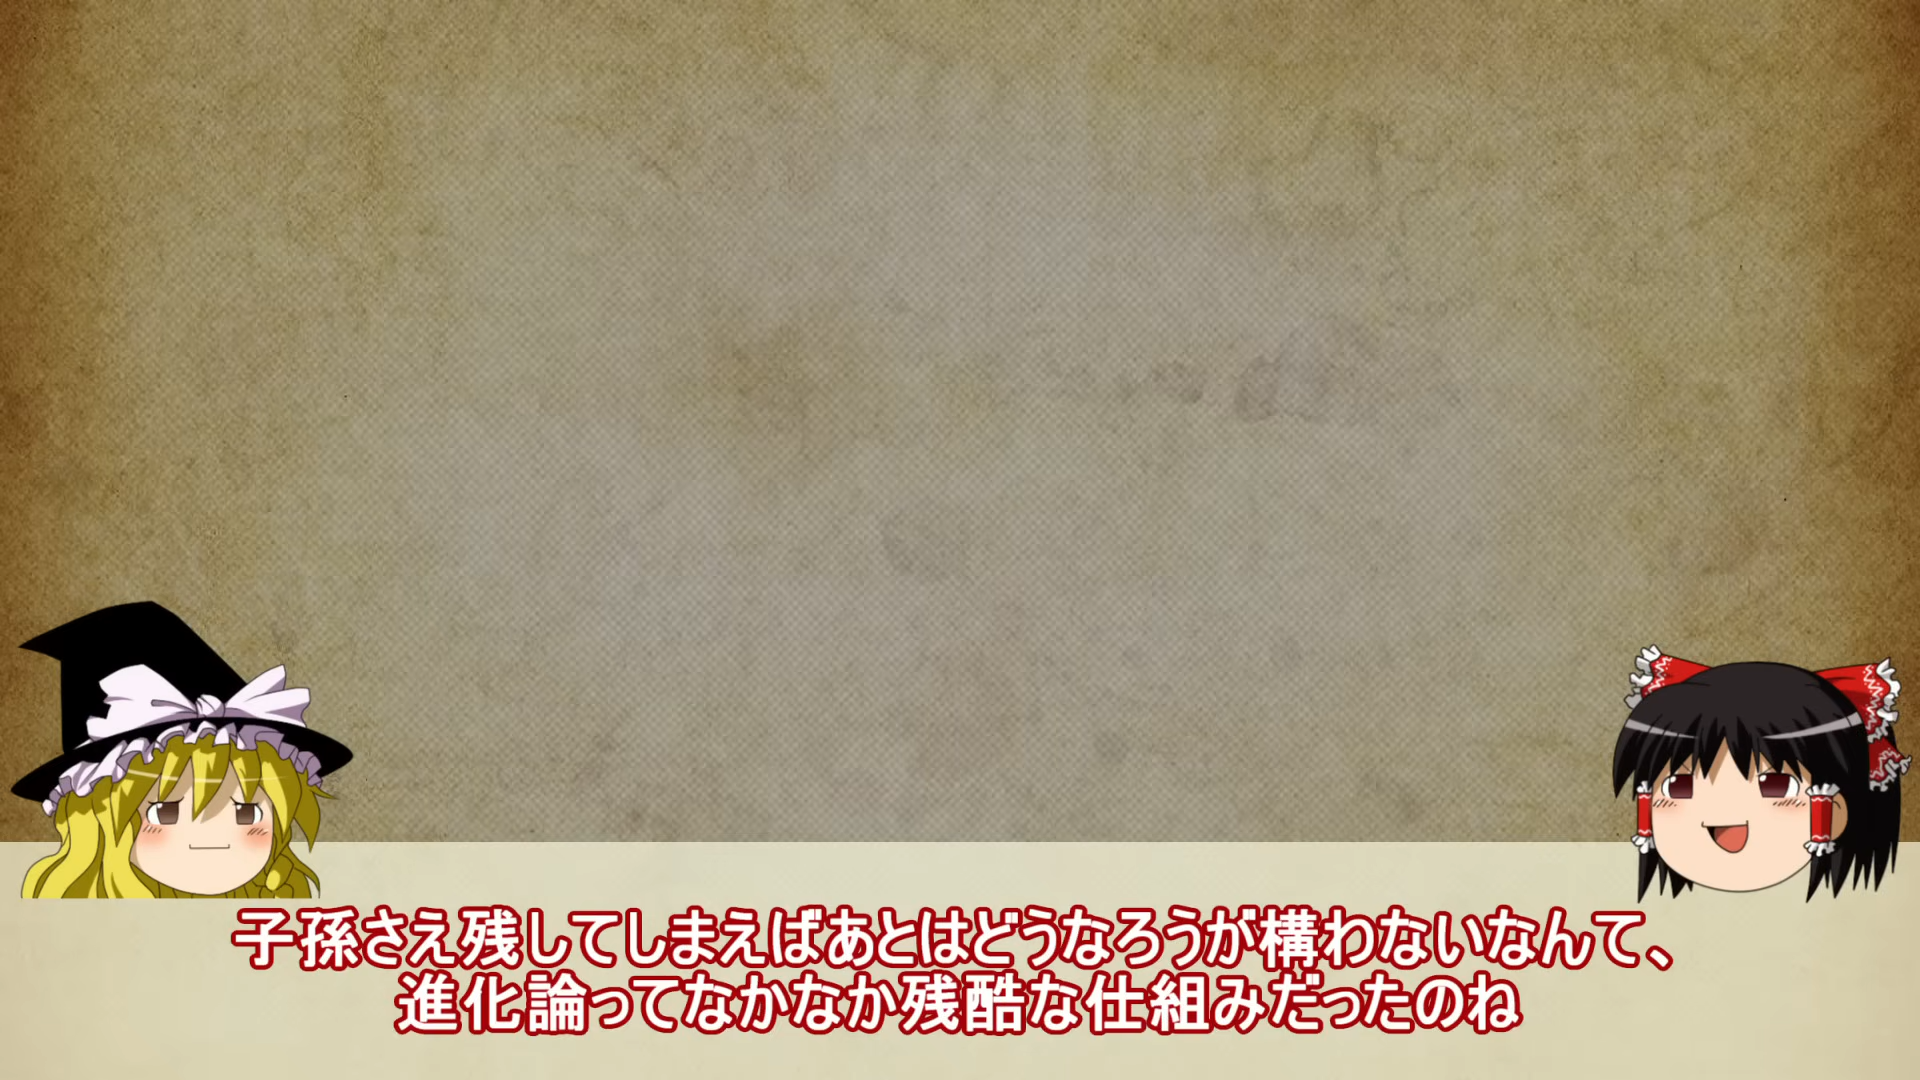 子孫さえ残してしまえばあとはどうなろうが構わないなんて、
進化論ってなかなか残酷な仕組みだったのね